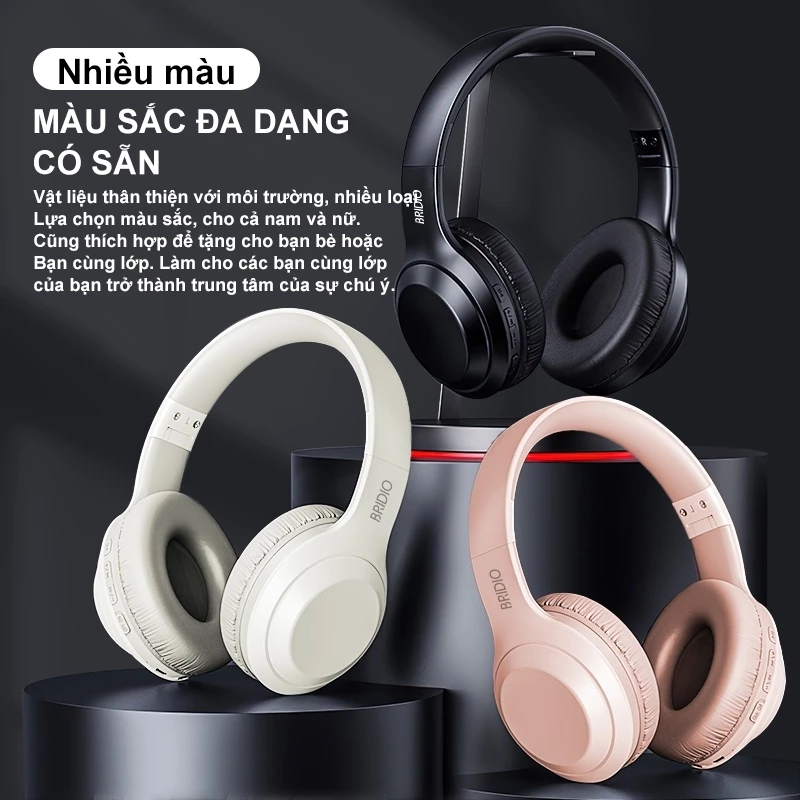 Nhiều màu
MÀU SẮC ĐA DẠNG
CÓ SẴN
Vật liệu thân thiện với môi trường, nhiều loại
Lựa chọn màu sắc, cho cả nam và nữ.
Cũng thích hợp để tặng cho bạn bè hoặc
Bạn cùng lớp. Làm cho các bạn cùng lớp
của bạn trở thành trung tâm của sự chú ý.
BRIDIO
R
BRIDIO
L
BRIDIO